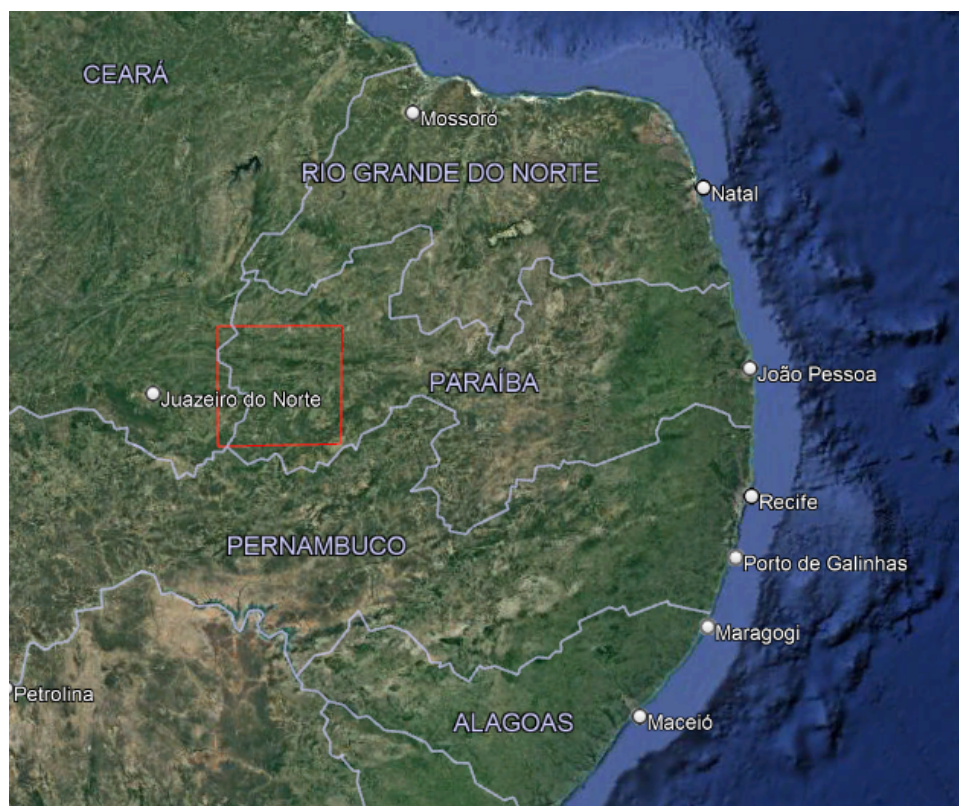 CEARÁ
Mossoró
RIO GRANDE DO NORTE
Natal
João Pessoa
PARAÍBA
Juazeiro do Norte
Recife
PERNAMBUCO
Porto de Galinhas
Maragogi
Petrolina
ALAGOAS
Maceió